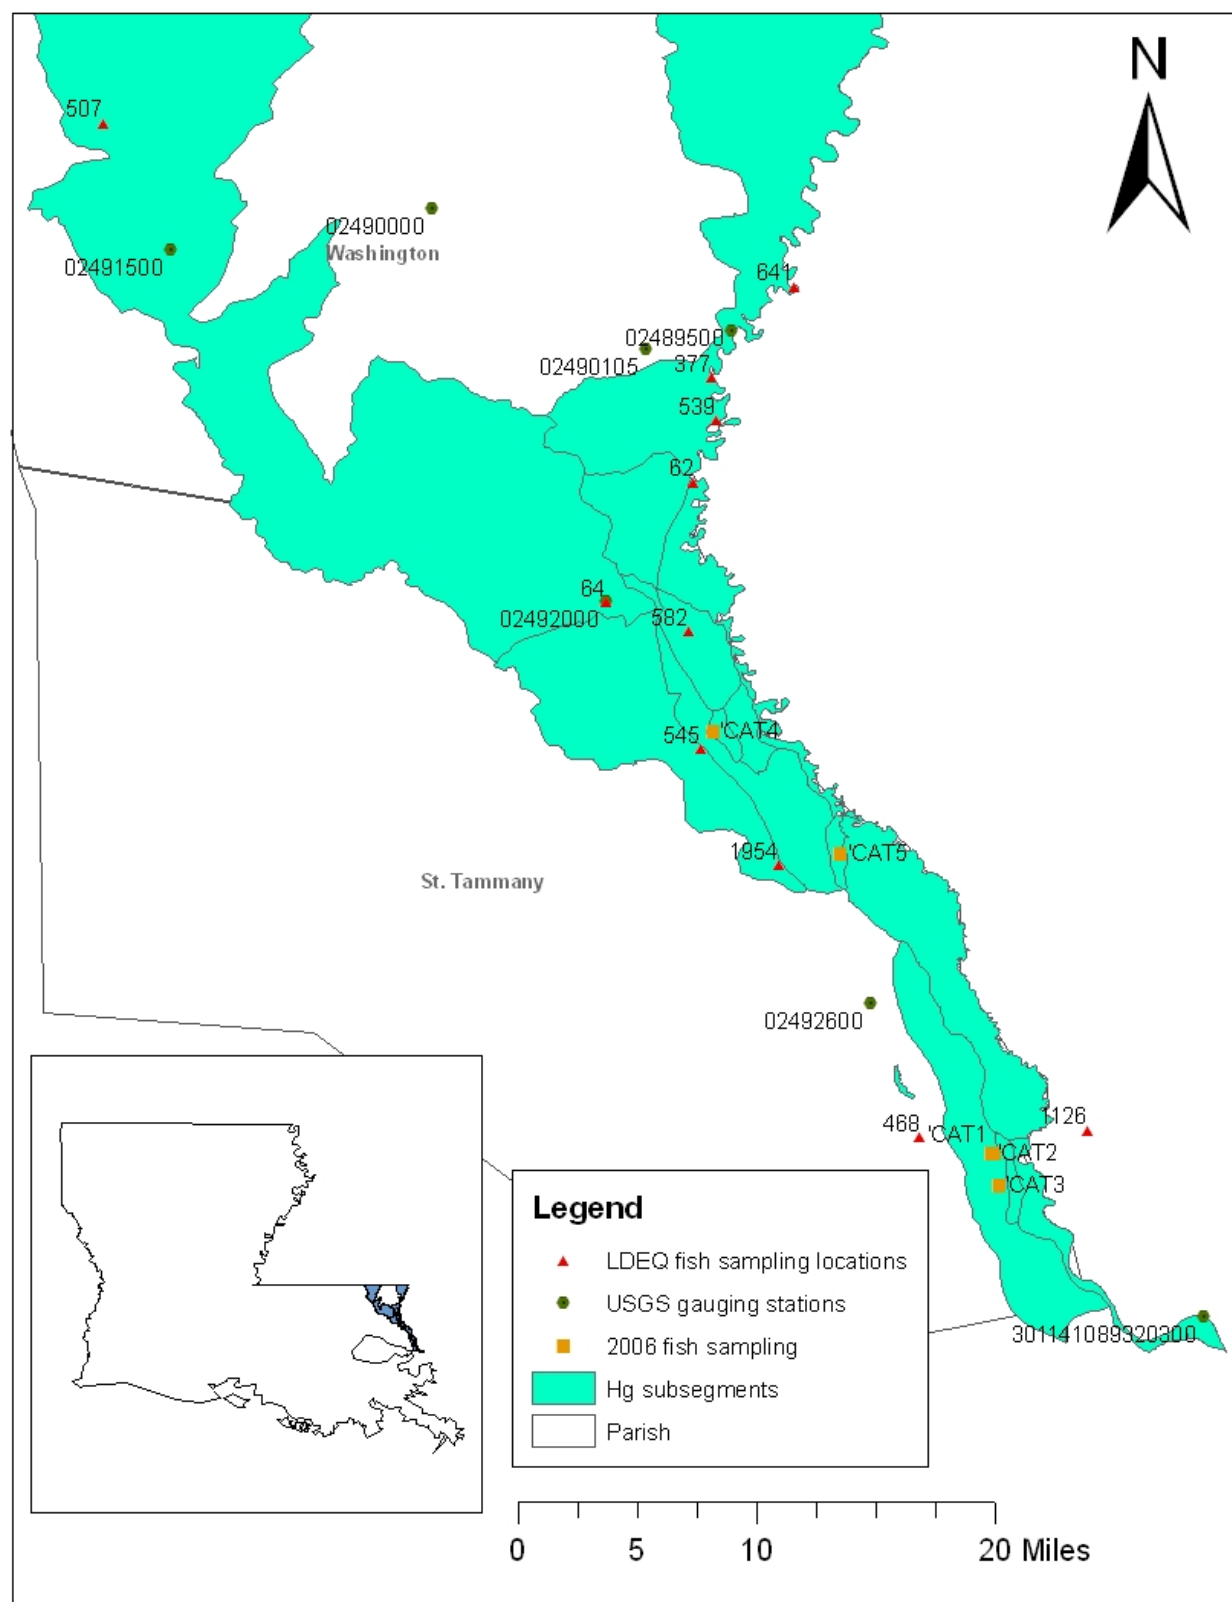 N
507
02490000
Washington
02491500
641
02489500
02490105
377
539
62
64
02492000
582
545
'CAT4
1954
'CAT5
St. Tammany
02492600
468
'CAT1
1126
'CAT2
'CAT3
301141089320300
Legend
LDEQ fish sampling locations
USGS gauging stations
2006 fish sampling
Hg subsegments
Parish
0 5 10 20 Miles